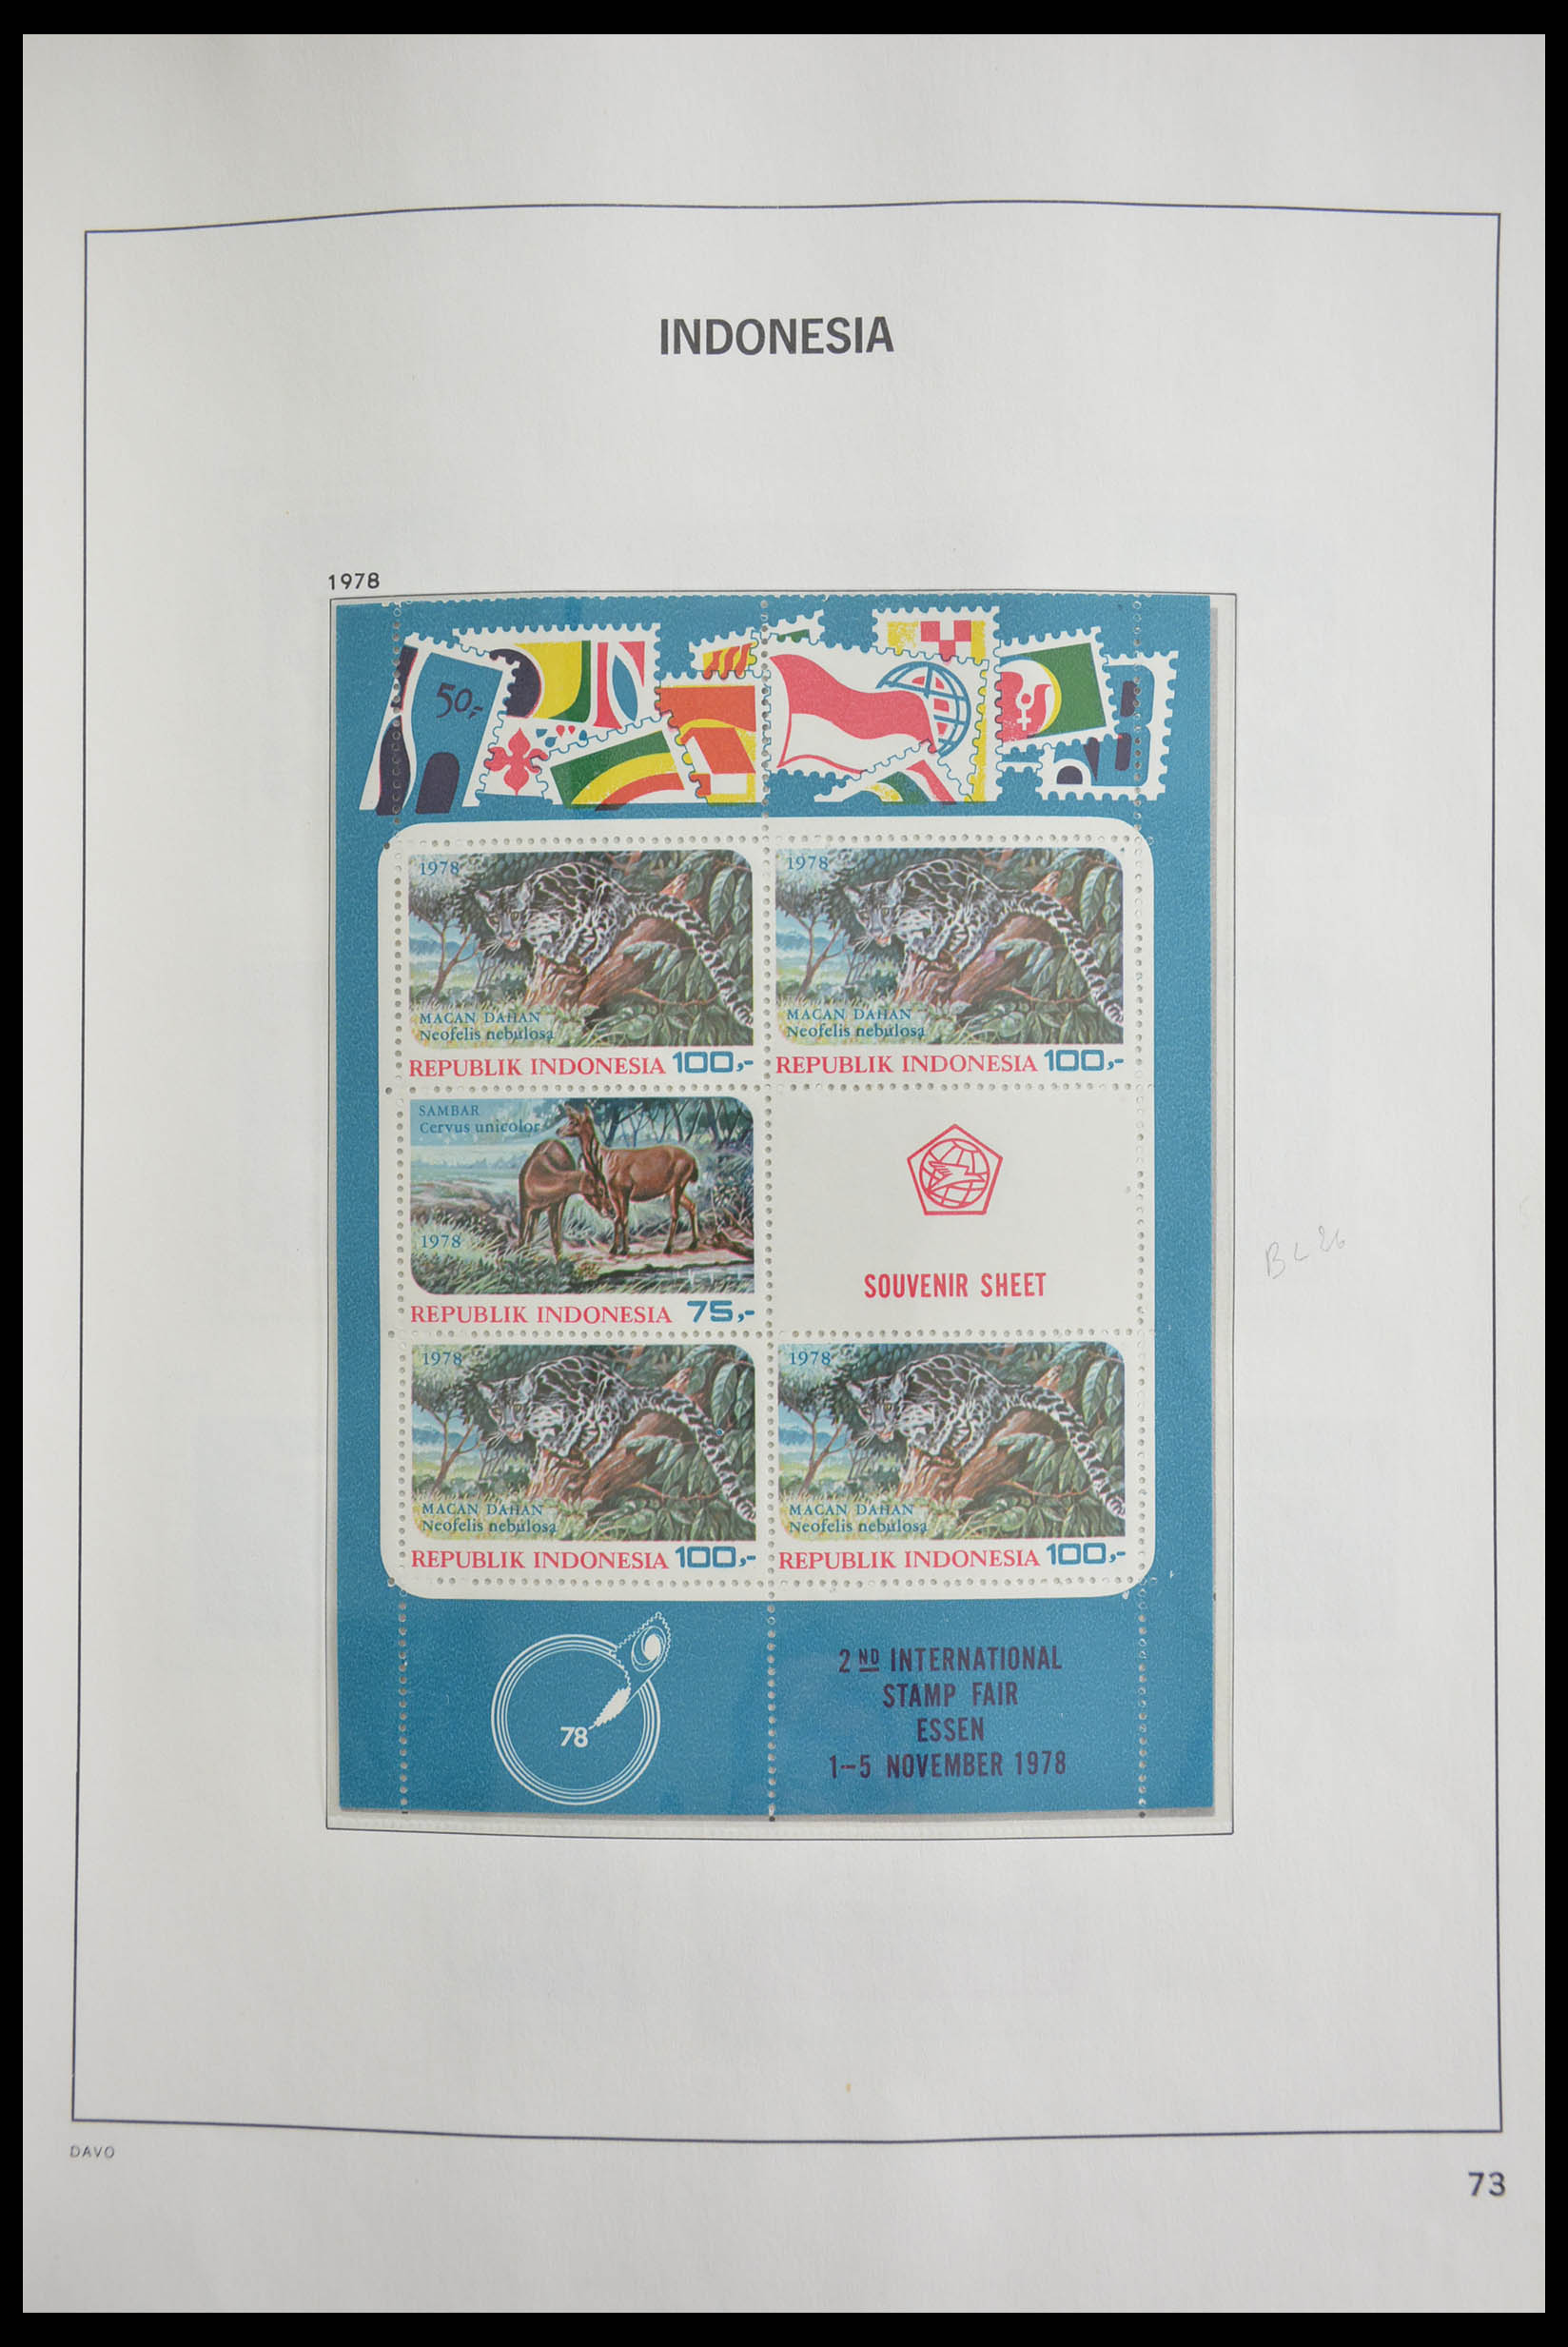 INDONESIA
1978
50,-
1978
MACAN DAHAN
Neofelis nebulosa
REPUBLIK INDONESIA 100,-
1978
MACAN DAHAN
Neofelis nebulosa
REPUBLIK INDONESIA 100,-
SAMBAR
Cervus unicolor
1978
REPUBLIK INDONESIA 75,-
SOUVENIR SHEET
1978
MACAN DAHAN
Neofelis nebulosa
REPUBLIK INDONESIA 100,-
1978
MACAN DAHAN
Neofelis nebulosa
REPUBLIK INDONESIA 100,-
78
2ND INTERNATIONAL
STAMP FAIR
ESSEN
1-5 NOVEMBER 1978
DAVO
73